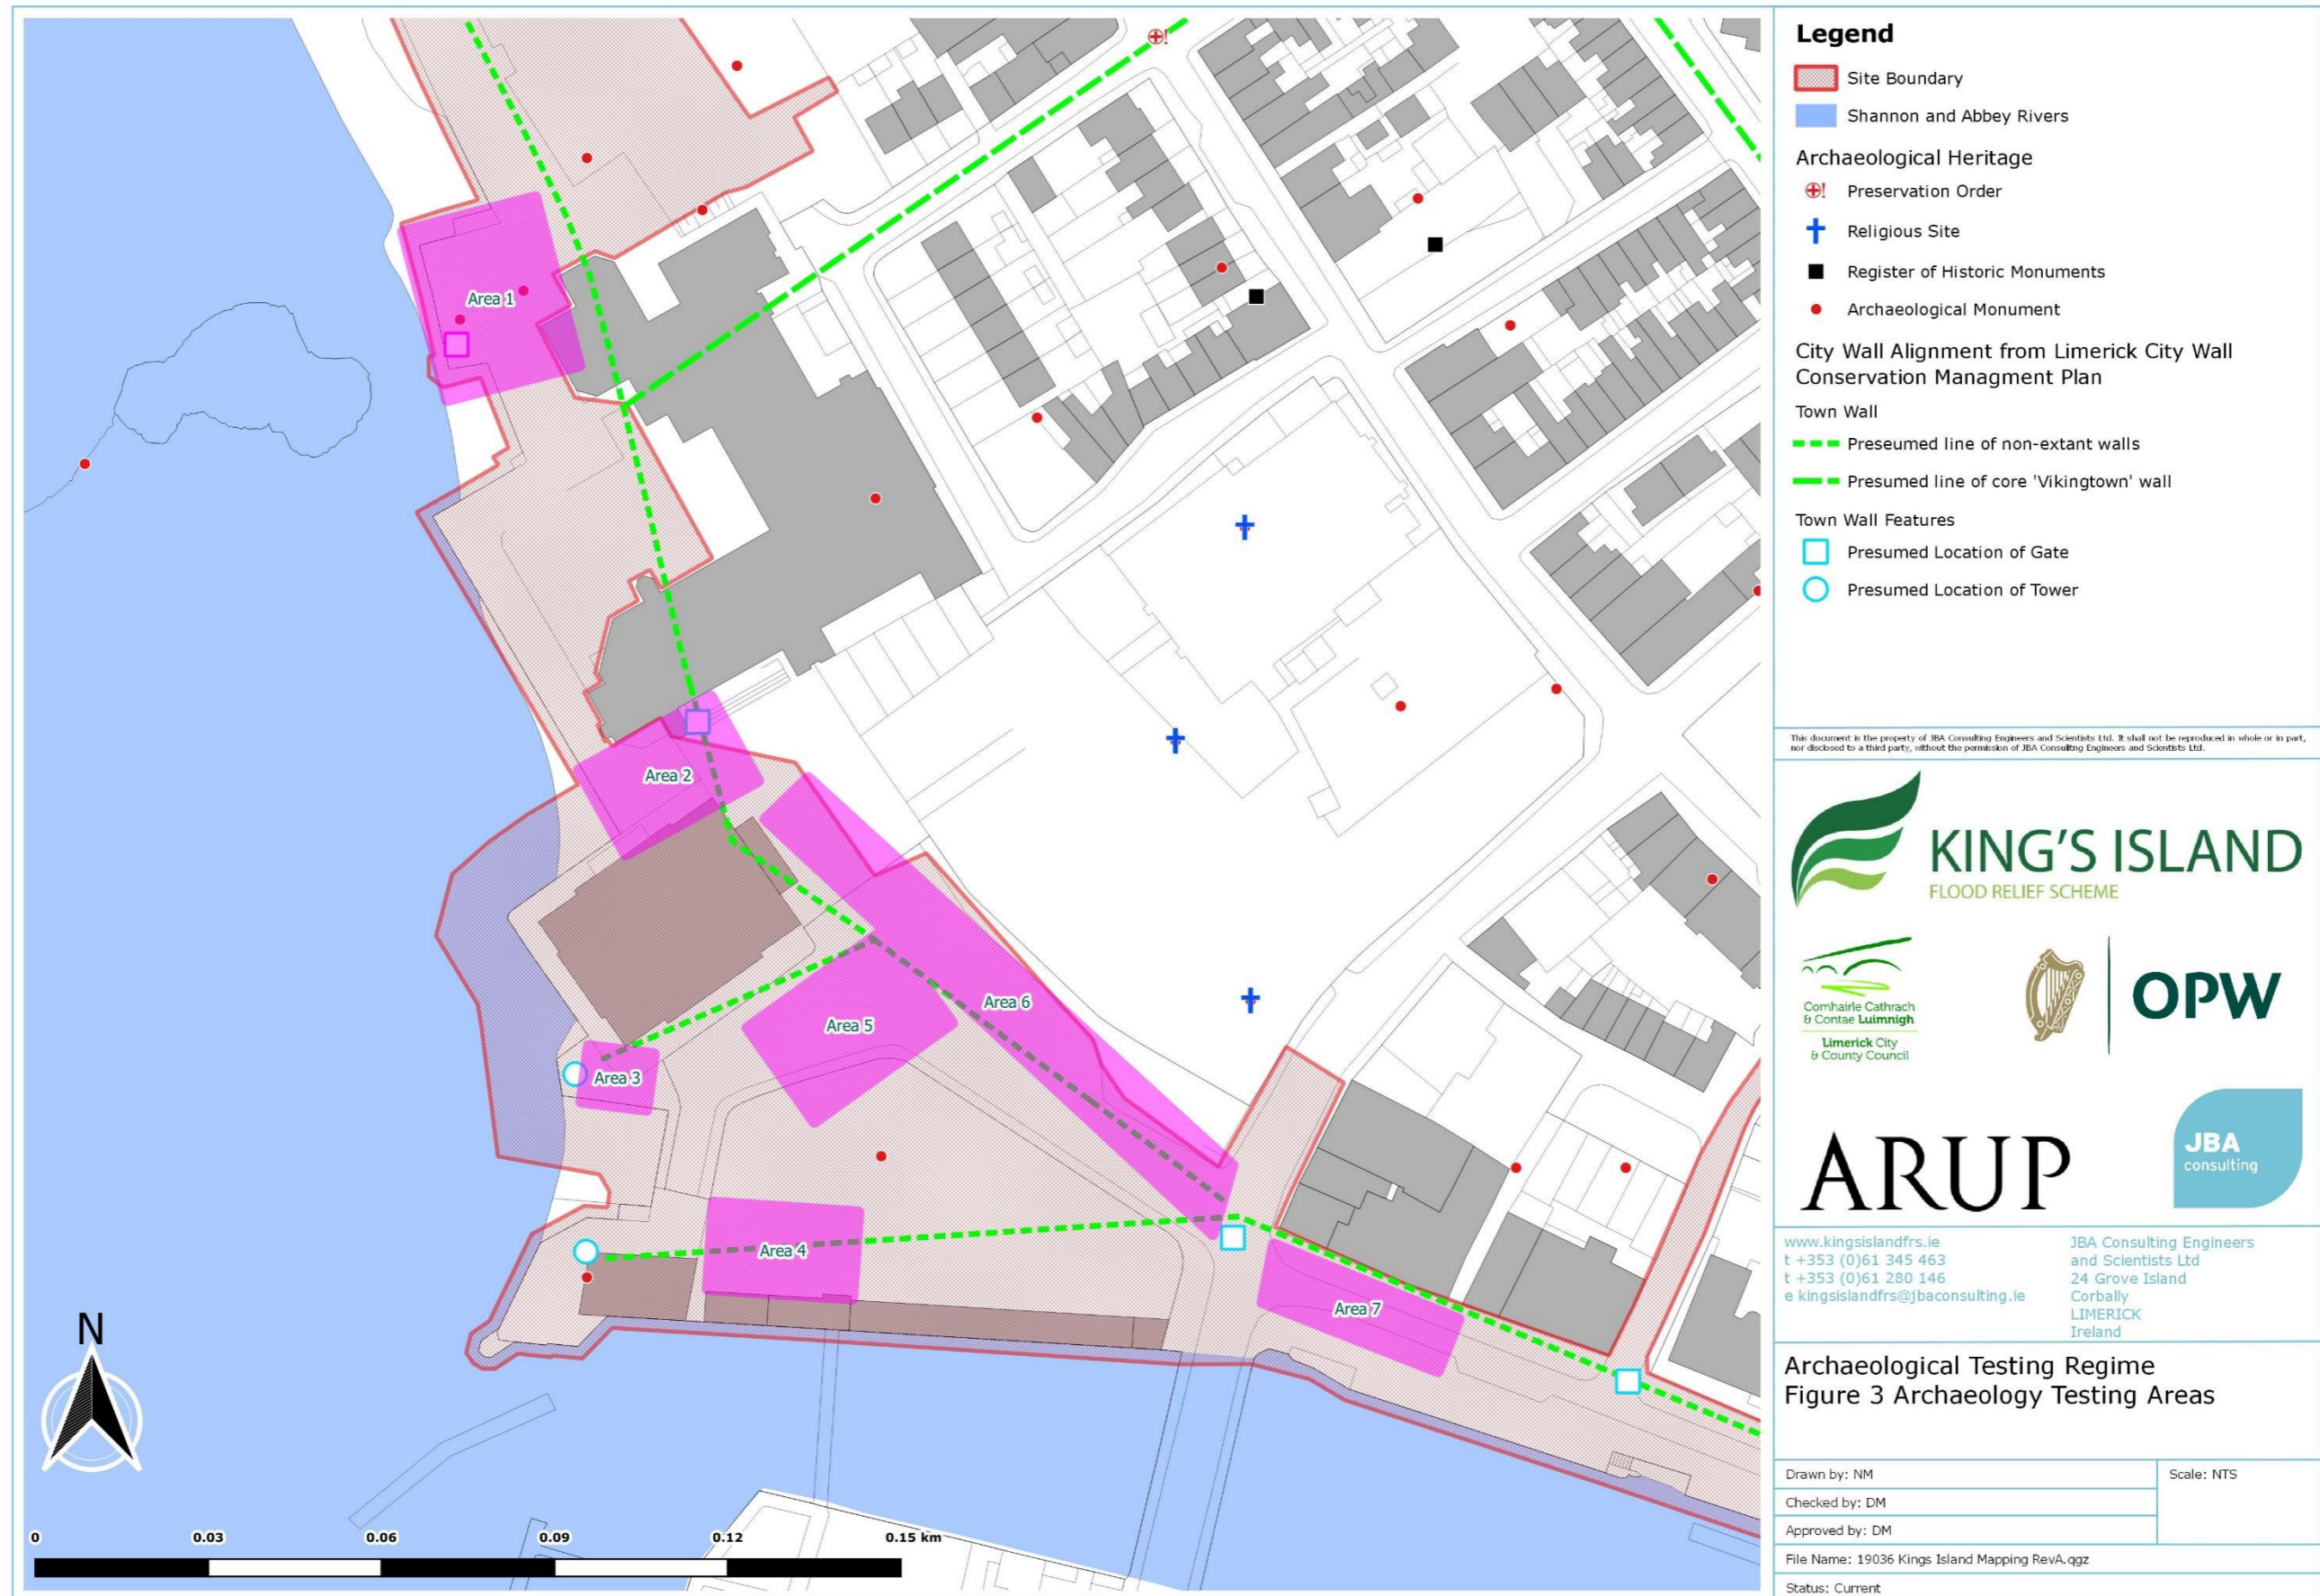 Area 1
Area 2
Area 6
Area 5
Area 3
Area 4
Area 7
N
0 0.03 0.06 0.09 0.12 0.15 km
Legend
Site Boundary
Shannon and Abbey Rivers
Archaeological Heritage
Preservation Order
Religious Site
Register of Historic Monuments
Archaeological Monument
City Wall Alignment from Limerick City Wall
Conservation Managment Plan
Town Wall
Preseumed line of non-extant walls
Presumed line of core 'Vikingtown' wall
Town Wall Features
Presumed Location of Gate
Presumed Location of Tower
This document is the property of JBA Consulting Engineers and Scientists Ltd. It shall not be reproduced in whole or in part,
nor disclosed to a third party, without the permission of JBA Consulitng Engineers and Scientists Ltd.
KING'S ISLAND
FLOOD RELIEF SCHEME
Comhairle Cathrach
& Contae Luimnigh
Limerick City
& County Council
OPW
ARUP
JBA
consulting
www.kingsislandfrs.ie
t +353 (0)61 345 463
t +353 (0)61 280 146
e kingsislandfrs@jbaconsulting.ie
JBA Consulting Engineers
and Scientists Ltd
24 Grove Island
Corbally
LIMERICK
Ireland
Archaeological Testing Regime
Figure 3 Archaeology Testing Areas
Drawn by: NM
Scale: NTS
Checked by: DM
Approved by: DM
File Name: 19036 Kings Island Mapping RevA.qgz
Status: Current